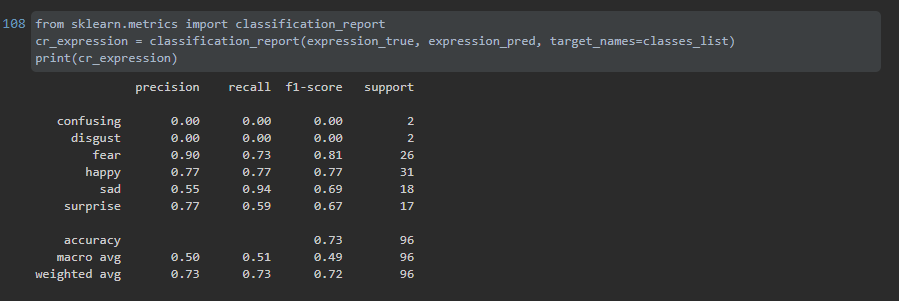 108 from sklearn.metrics import classification_report
cr_expression = classification_report(expression_true, expression_pred, target_names=classes_list)
print(cr_expression)
precision recall f1-score support
confusing 0.00 0.00 0.00 2
disgust 0.00 0.00 0.00 2
fear 0.90 0.73 0.81 26
happy 0.77 0.77 0.77 31
sad 0.55 0.94 0.69 18
surprise 0.77 0.59 0.67 17
accuracy 0.73 96
macro avg 0.50 0.51 0.49 96
weighted avg 0.73 0.73 0.72 96